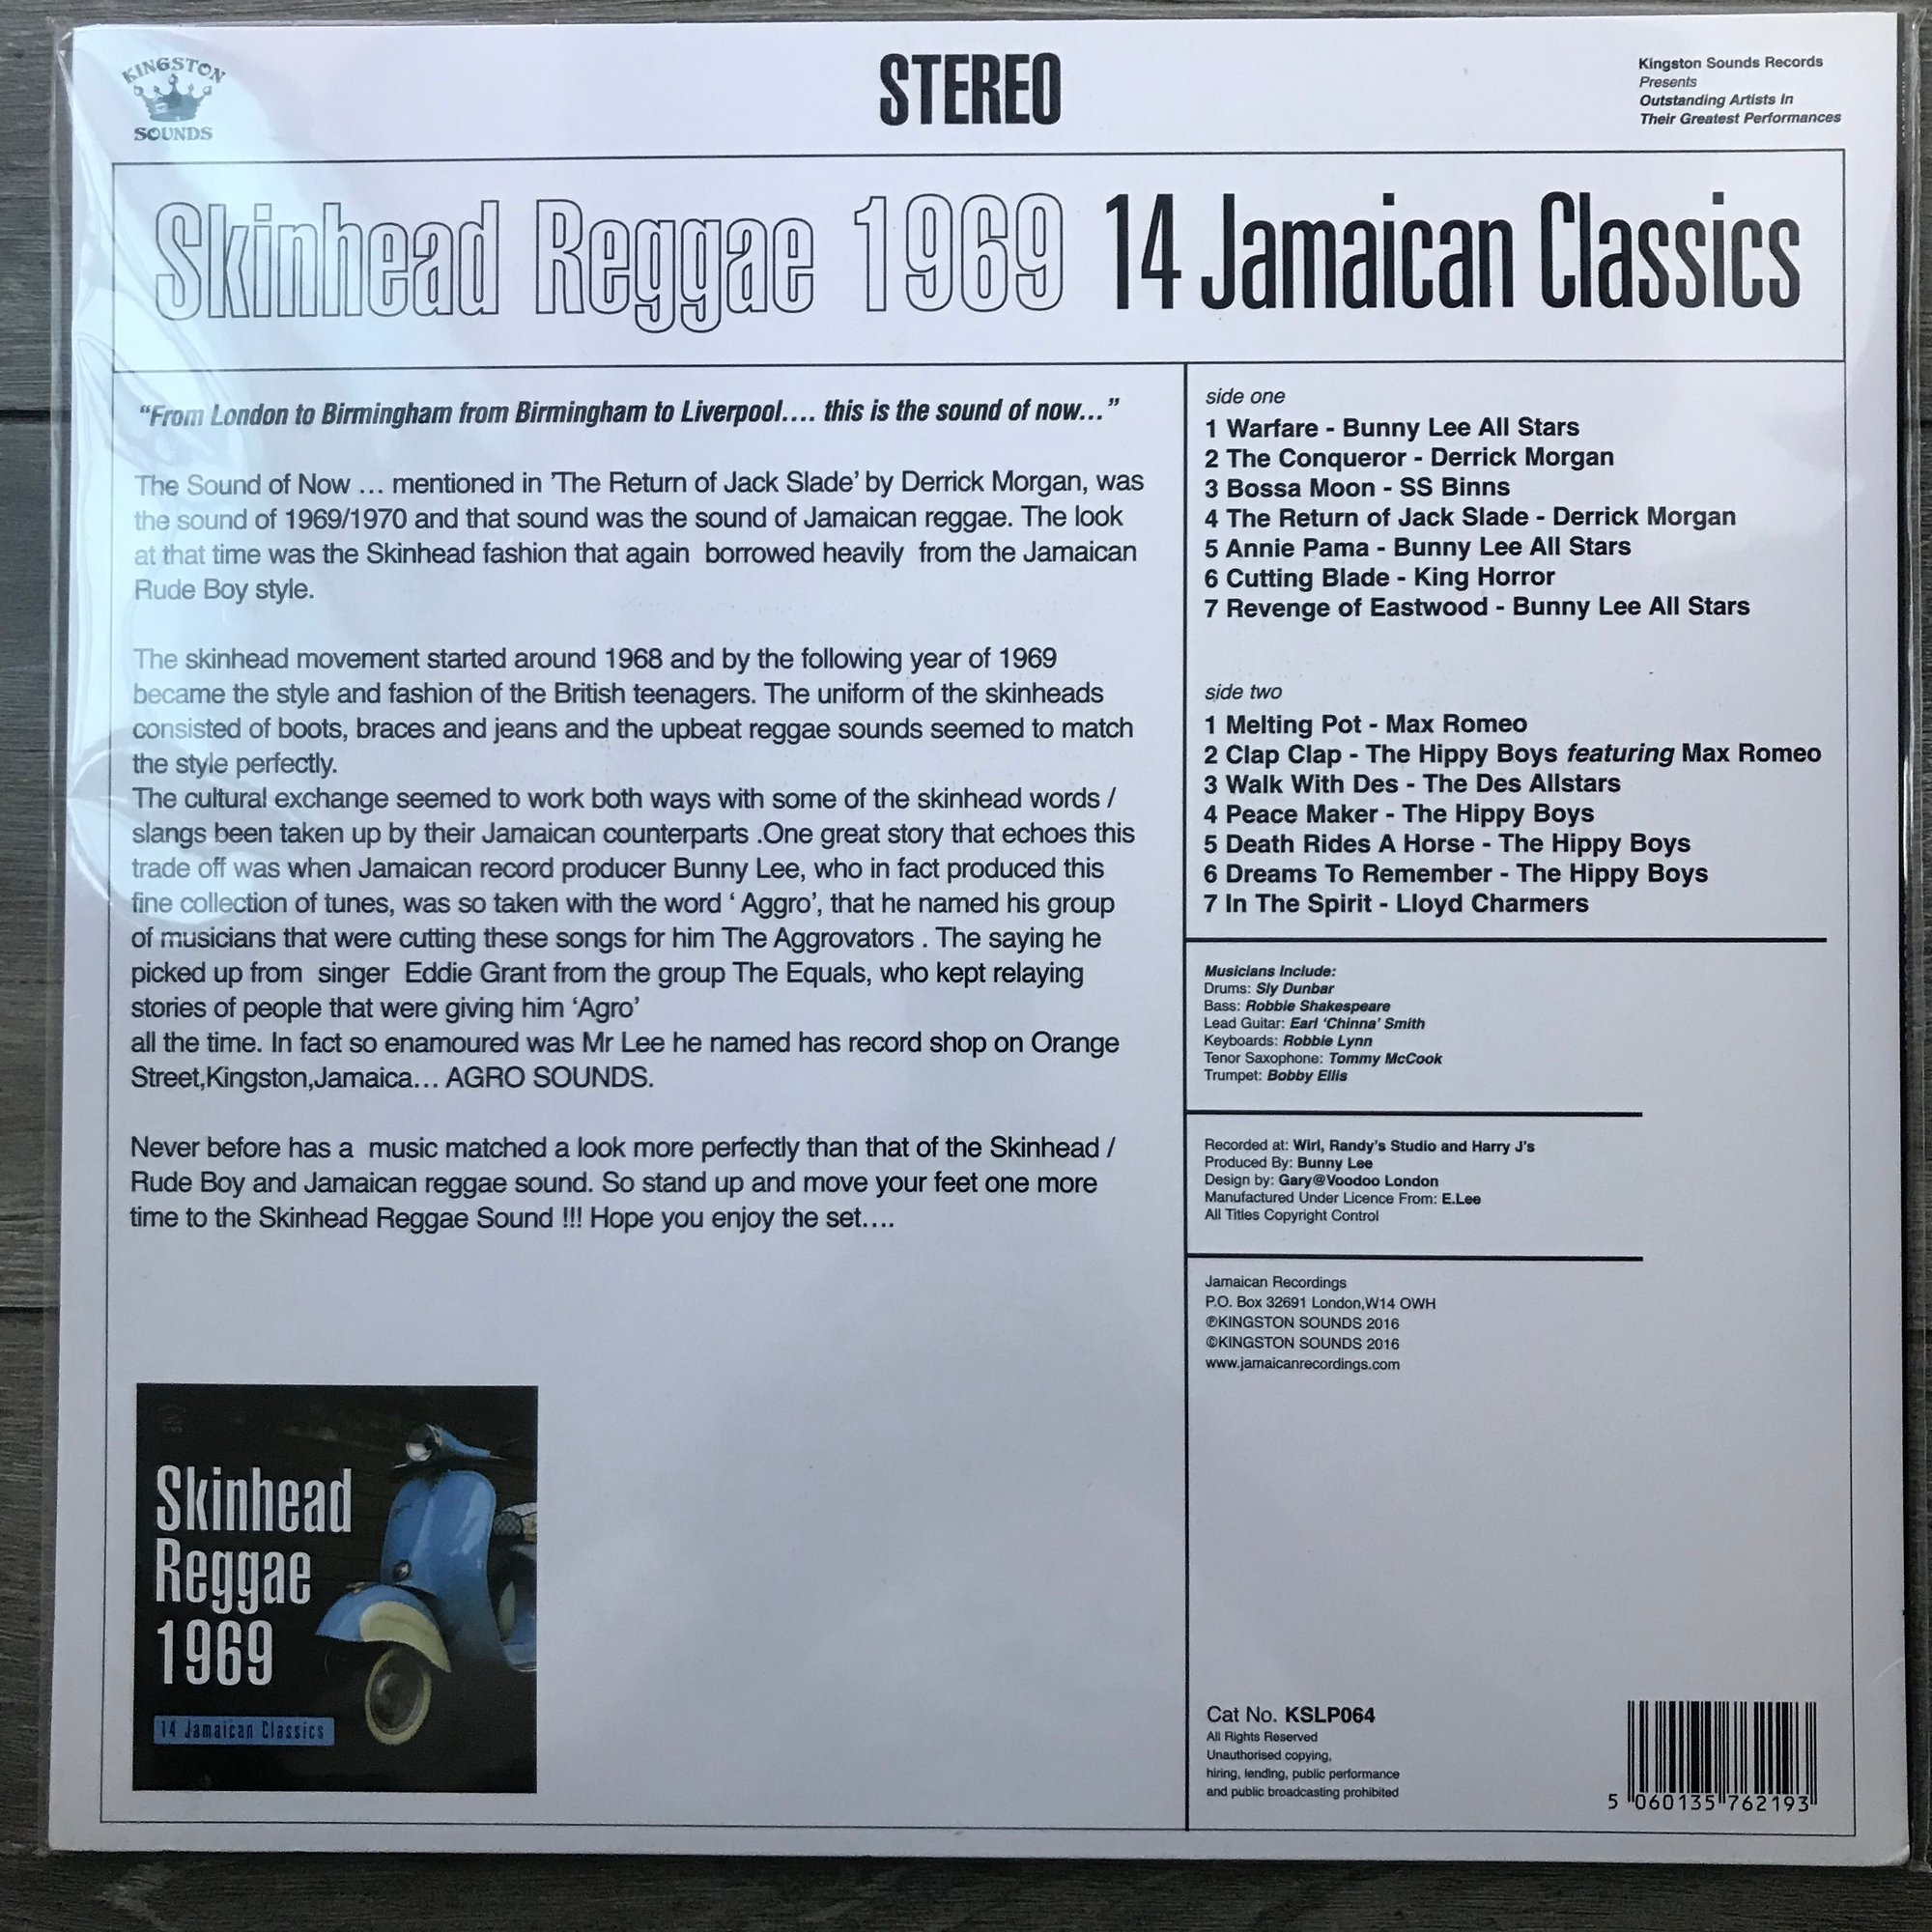 KINGSTON
SOUNDS
STEREO
Kingston Sounds Records
Presents
Outstanding Artists In
Their Greatest Performances
Skinhead Reggae 1969 14 Jamaican Classics
“From London to Birmingham from Birmingham to Liverpool.... this is the sound of now...”
The Sound of Now ... mentioned in 'The Return of Jack Slade’ by Derrick Morgan, was
the sound of 1969/1970 and that sound was the sound of Jamaican reggae. The look
at that time was the Skinhead fashion that again  borrowed heavily  from the Jamaican
Rude Boy style.
The skinhead movement started around 1968 and by the following year of 1969
became the style and fashion of the British teenagers. The uniform of the skinheads
consisted of boots, braces and jeans and the upbeat reggae sounds seemed to match
the style perfectly.
The cultural exchange seemed to work both ways with some of the skinhead words /
slangs been taken up by their Jamaican counterparts .One great story that echoes this
trade off was when Jamaican record producer Bunny Lee, who in fact produced this
fine collection of tunes, was so taken with the word ‘ Aggro’, that he named his group
of musicians that were cutting these songs for him The Aggrovators . The saying he
picked up from  singer  Eddie Grant from the group The Equals, who kept relaying
stories of people that were giving him ‘Agro’
all the time. In fact so enamoured was Mr Lee he named has record shop on Orange
Street,Kingston,Jamaica... AGRO SOUNDS.
Never before has a  music matched a look more perfectly than that of the Skinhead /
Rude Boy and Jamaican reggae sound. So stand up and move your feet one more
time to the Skinhead Reggae Sound !!! Hope you enjoy the set....
Skinhead
Reggae
1969
14 Jamaican Classics
side one
1 Warfare - Bunny Lee All Stars
2 The Conqueror - Derrick Morgan
3 Bossa Moon - SS Binns
4 The Return of Jack Slade - Derrick Morgan
5 Annie Pama - Bunny Lee All Stars
6 Cutting Blade - King Horror
7 Revenge of Eastwood - Bunny Lee All Stars
side two
1 Melting Pot - Max Romeo
2 Clap Clap - The Hippy Boys featuring Max Romeo
3 Walk With Des - The Des Allstars
4 Peace Maker - The Hippy Boys
5 Death Rides A Horse - The Hippy Boys
6 Dreams To Remember - The Hippy Boys
7 In The Spirit - Lloyd Charmers
Musicians Include:
Drums: Sly Dunbar
Bass: Robbie Shakespeare
Lead Guitar: Earl ‘Chinna’ Smith
Keyboards: Robbie Lynn
Tenor Saxophone: Tommy McCook
Trumpet: Bobby Ellis
Recorded at: Wirl, Randy’s Studio and Harry J’s
Produced By: Bunny Lee
Design by: Gary@Voodoo London
Manufactured Under Licence From: E.Lee
All Titles Copyright Control
Jamaican Recordings
P.O. Box 32691 London,W14 OWH
℗KINGSTON SOUNDS 2016
©KINGSTON SOUNDS 2016
www.jamaicanrecordings.com
Cat No. KSLP064
All Rights Reserved
Unauthorised copying,
hiring, lending, public performance
and public broadcasting prohibited
5 060135 762193